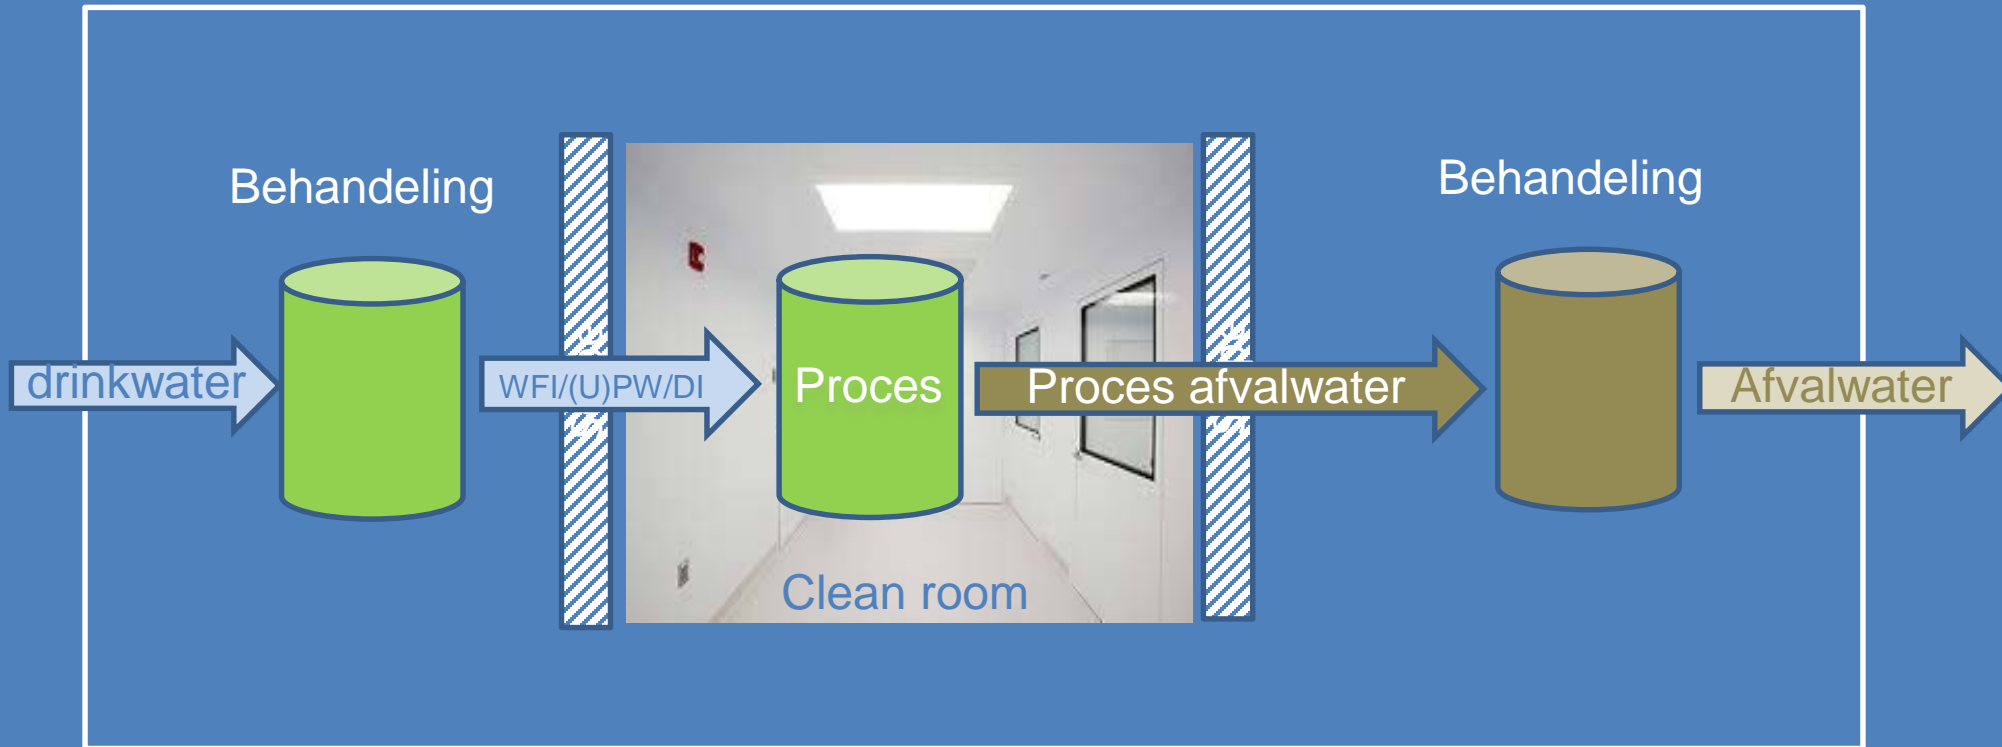 Behandeling
Behandeling
drinkwater
WFI/(U)PW/DI
Proces
Proces afvalwater
Afvalwater
Clean room